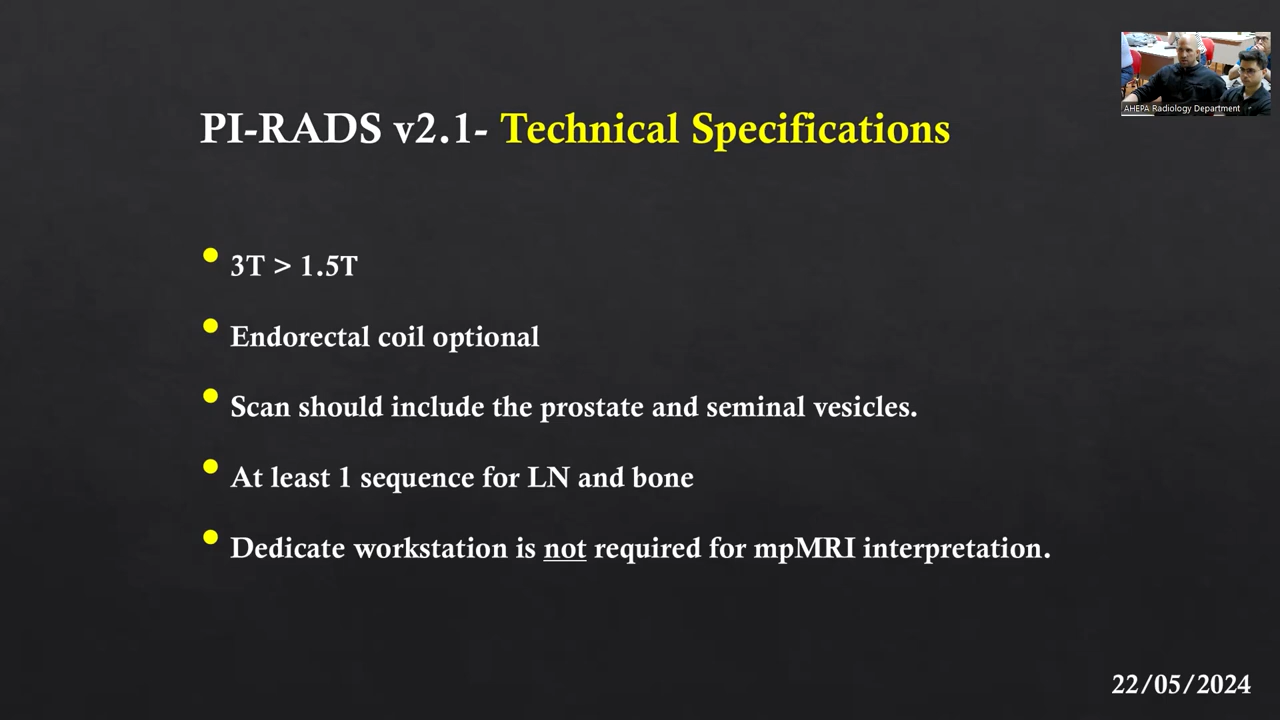 AHEPA Radiology Department
PI-RADS v2.1- Technical Specifications
• 3T > 1.5T
• Endorectal coil optional
• Scan should include the prostate and seminal vesicles.
• At least 1 sequence for LN and bone
• Dedicate workstation is not required for mpMRI interpretation.
22/05/2024